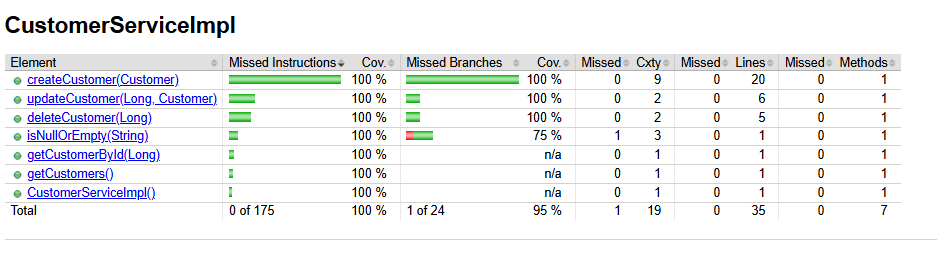 CustomerServiceImpl
Element Missed Instructions Cov. Missed Branches Cov. Missed Cxty Missed Lines Missed Methods
createCustomer(Customer) 100 % 100 % 0 9 0 20 0 1
updateCustomer(Long, Customer) 100 % 100 % 0 2 0 6 0 1
deleteCustomer(Long) 100 % 100 % 0 2 0 5 0 1
isNullOrEmpty(String) 100 % 75 % 1 3 0 1 0 1
getCustomerById(Long) 100 % n/a 0 1 0 1 0 1
getCustomers() 100 % n/a 0 1 0 1 0 1
CustomerServiceImpl() 100 % n/a 0 1 0 1 0 1
Total 0 of 175 100 % 1 of 24 95 % 1 19 0 35 0 7